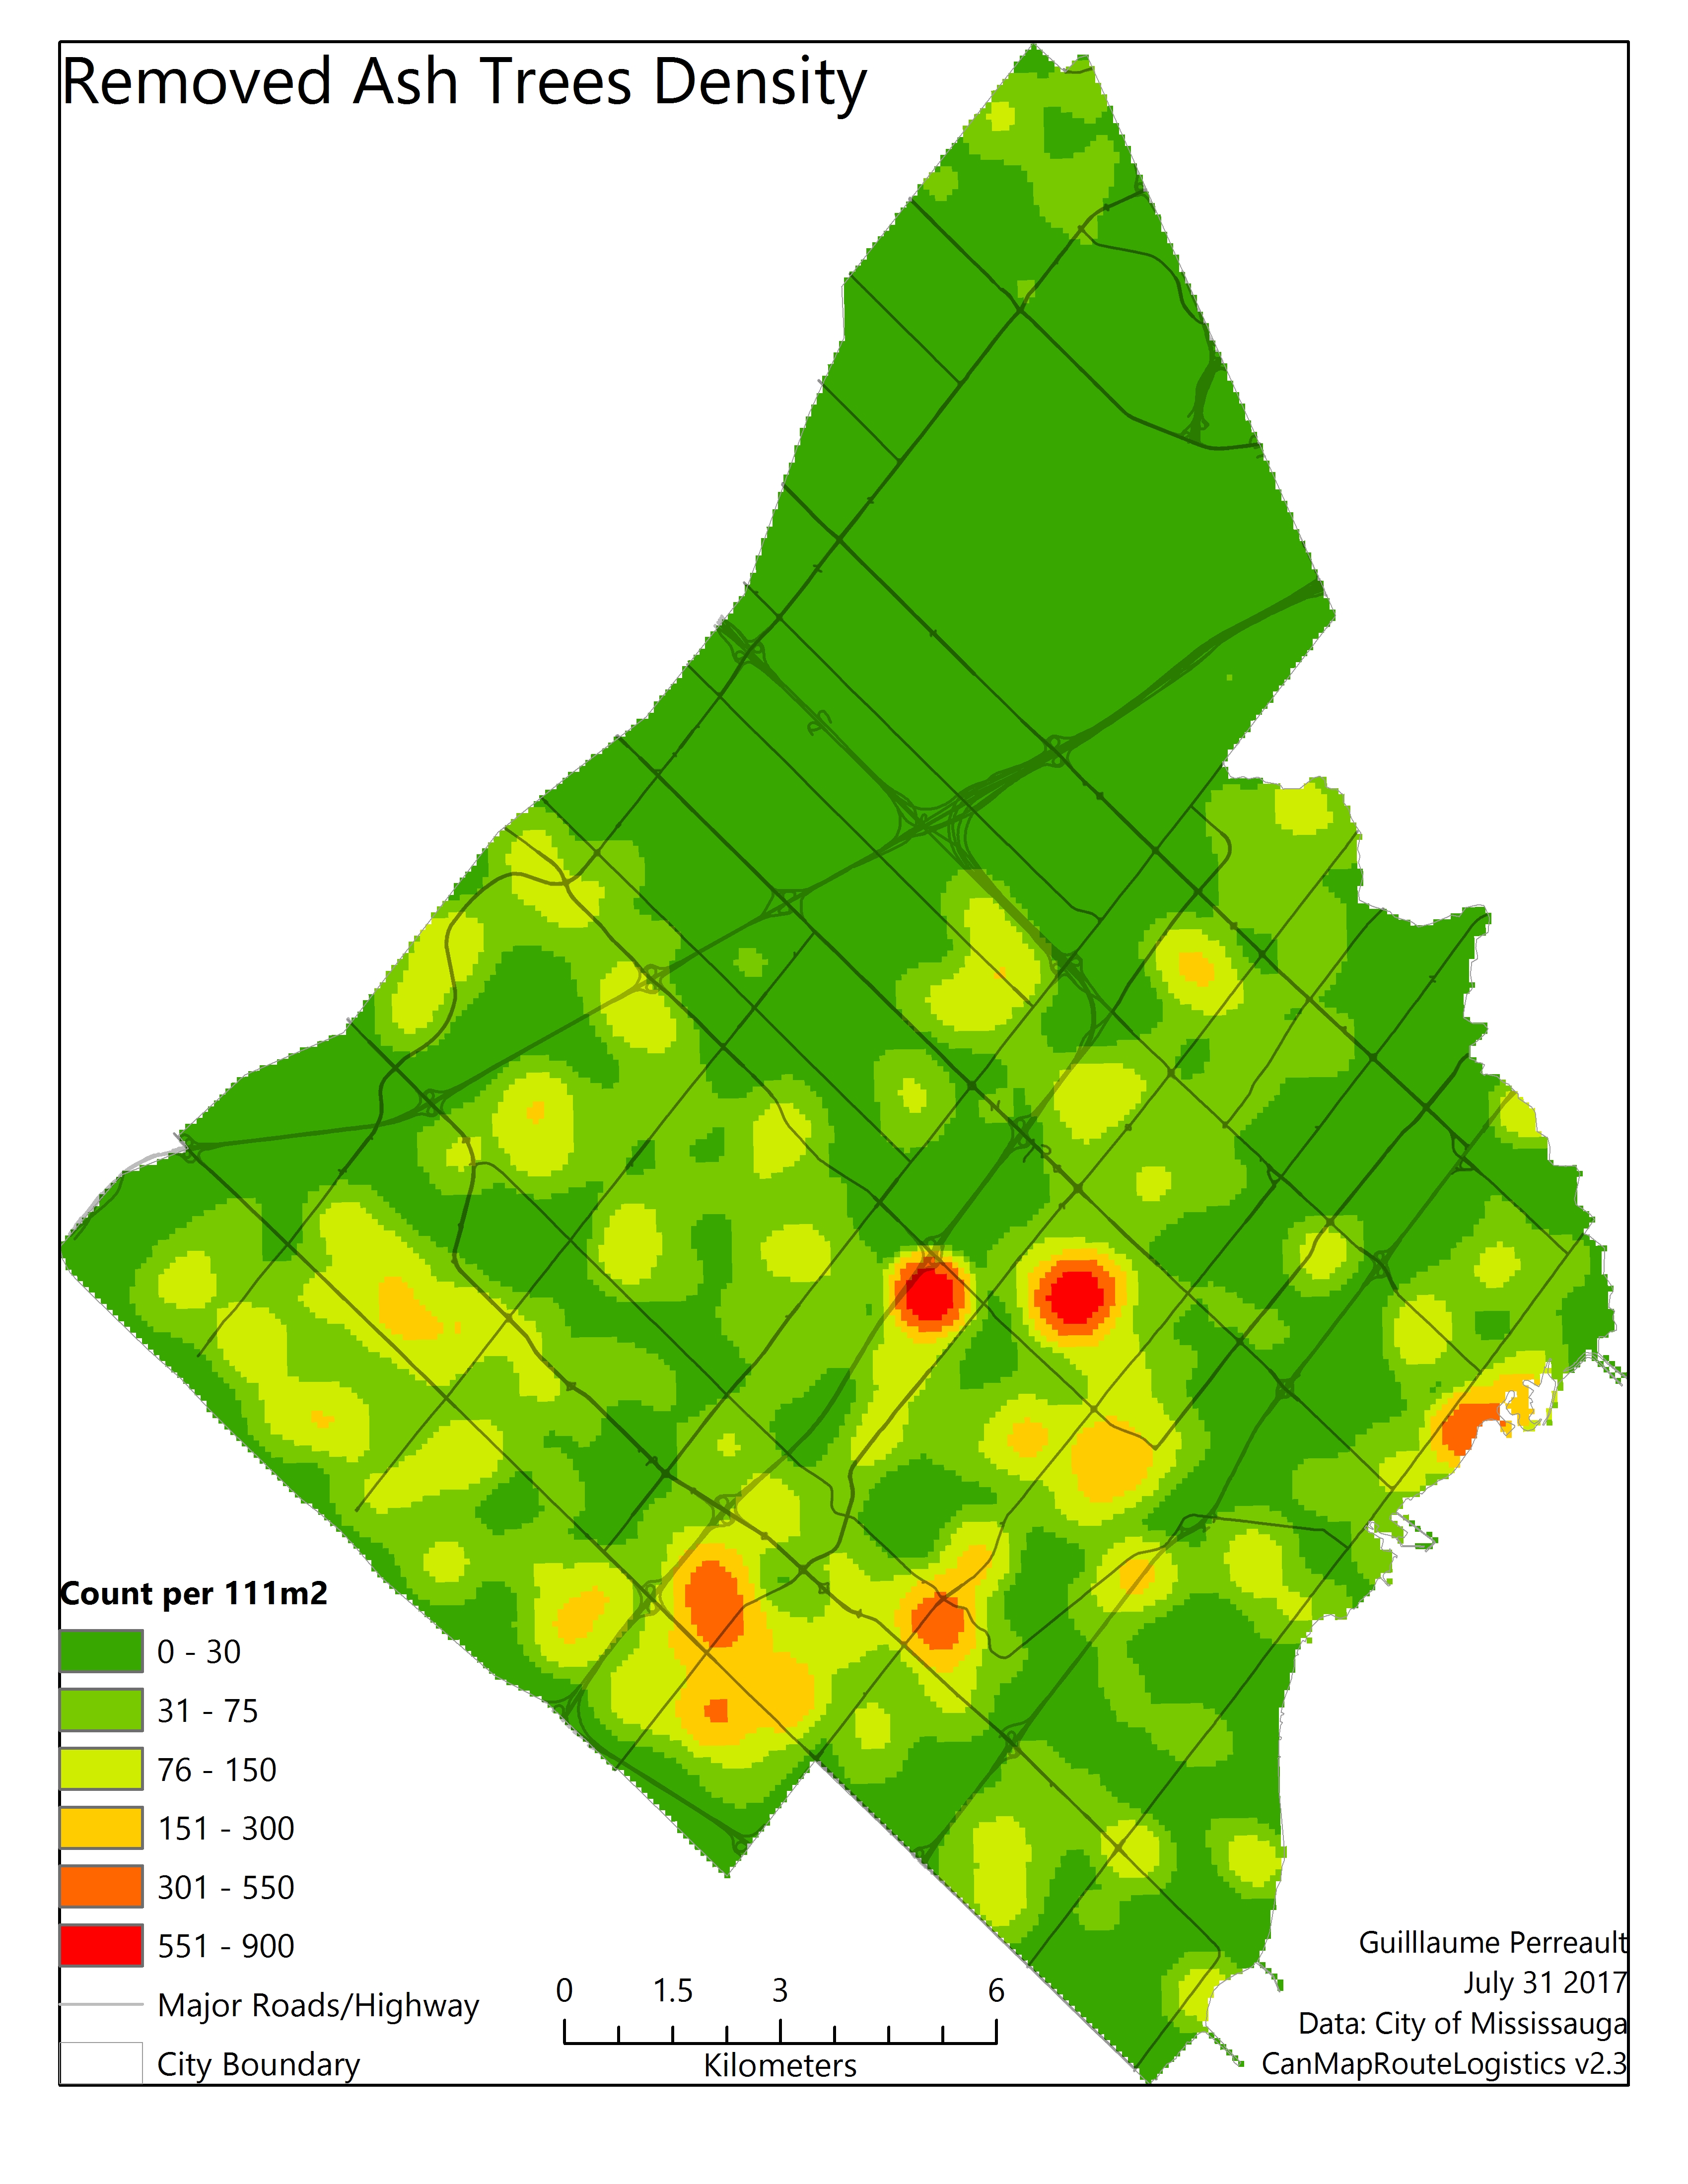 Removed Ash Trees Density
Count per 111m2
0 - 30
31 - 75
76 - 150
151 - 300
301 - 550
551 - 900
Major Roads/Highway
City Boundary
0 1.5 3 6
Kilometers
Guilllaume Perreault
July 31 2017
Data: City of Mississauga
CanMapRouteLogistics v2.3